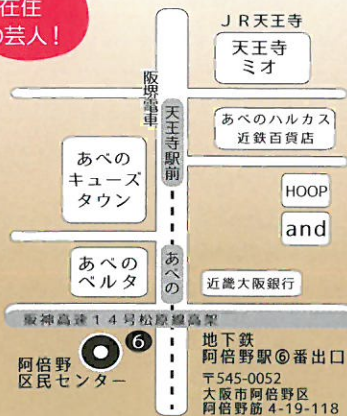 在住
の芸人!
JR天王寺
天王寺
ミオ
阪堺電車
天王寺駅前
あべのハルカス
近鉄百貨店
あべの
キューズ
タウン
HOOP
and
あべの
ベルタ
あべの
近畿大阪銀行
阪神高速14号松原線高架
6
阿倍野
区民センター
地下鉄
阿倍野駅⑥番出口
〒545-0052
大阪市阿倍野区
阿倍野筋4-19-118